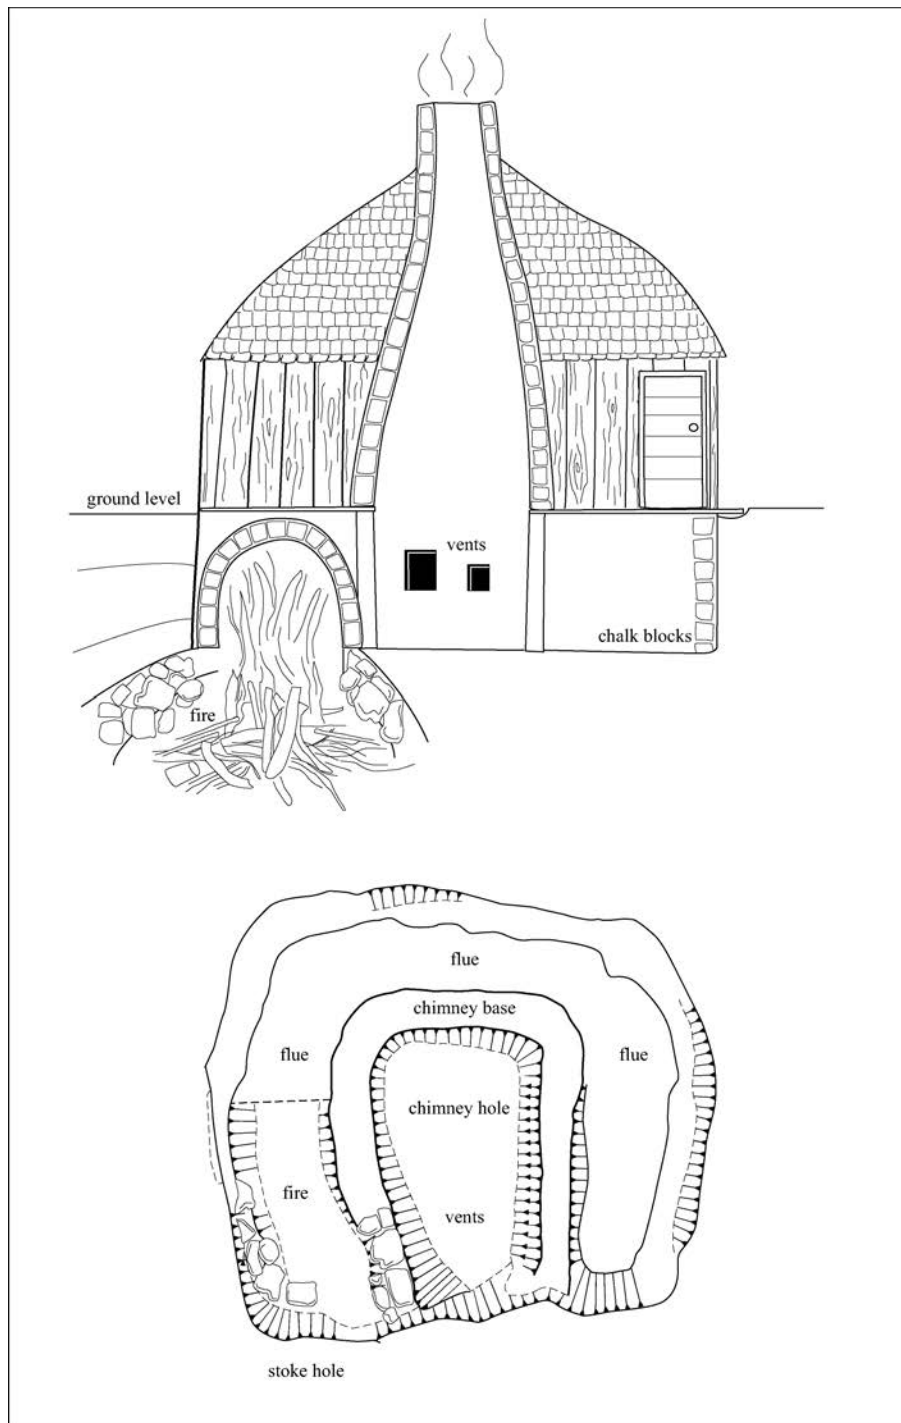 ground level
vents
chalk blocks
fire
flue
chimney base
flue
flue
chimney hole
fire
vents
stoke hole